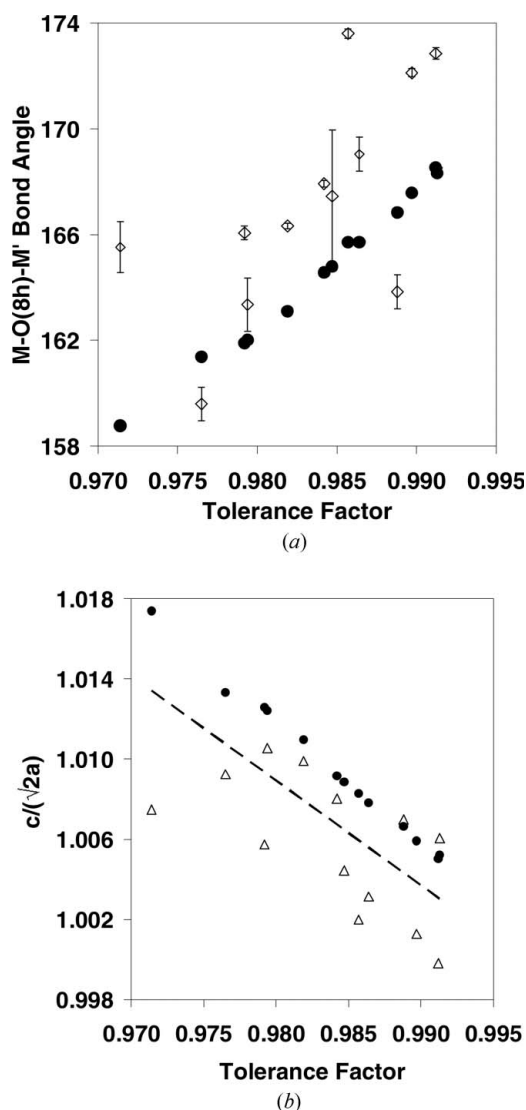 174
170
166
162
158
M-O(8h)-M' Bond Angle
0.970 0.975 0.980 0.985 0.990 0.995
Tolerance Factor
(a)
1.018
1.014
1.010
1.006
1.002
0.998
c/(√2a)
0.970 0.975 0.980 0.985 0.990 0.995
Tolerance Factor
(b)